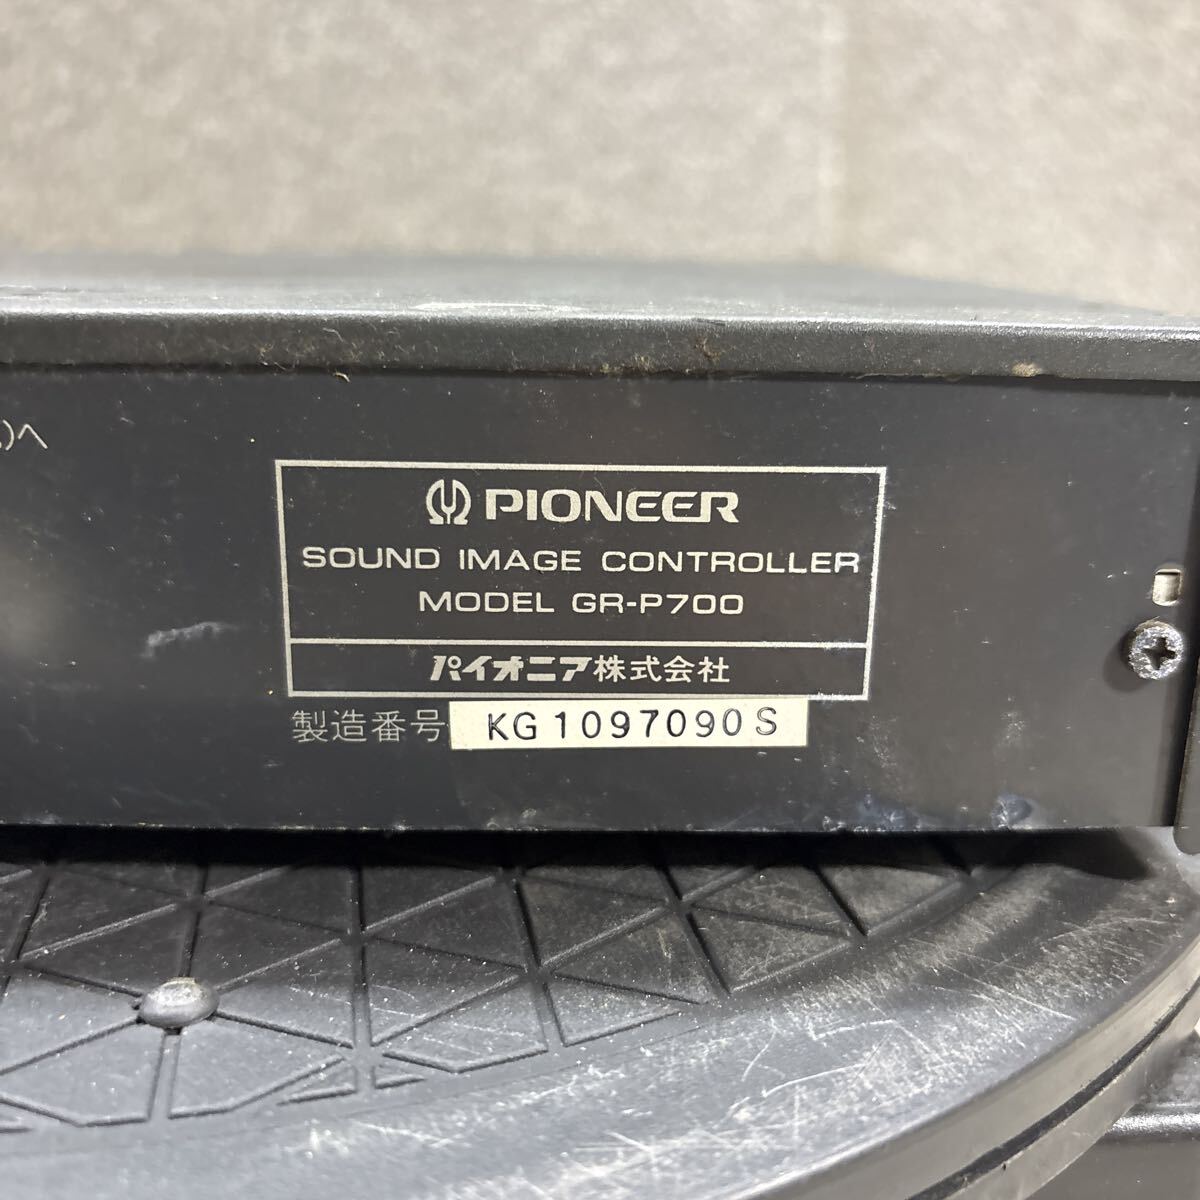 )へ
PIONEER
SOUND IMAGE CONTROLLER
MODEL GR-P700
パイオニア株式会社
製造番号 KG1097090S